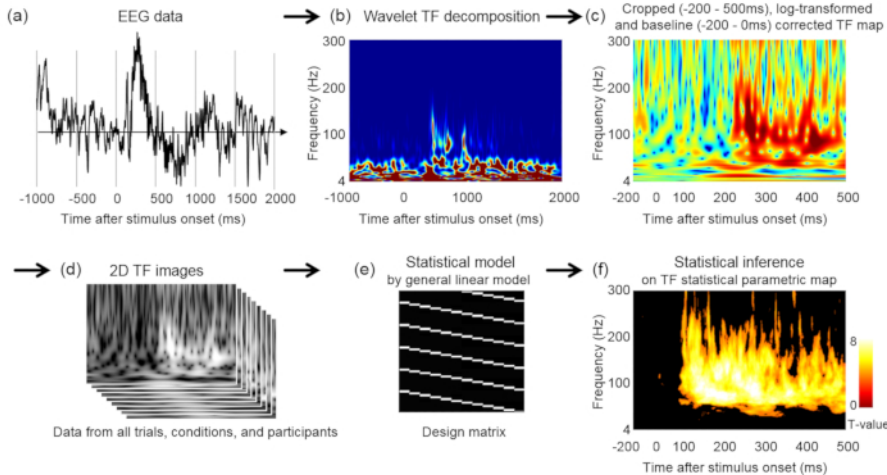 (a) EEG data
-1000 -500 0 500 1000 1500 2000
Time after stimulus onset (ms)
(b) Wavelet TF decomposition
Frequency (Hz)
300
200
100
4
-1000 0 1000 2000
Time after stimulus onset (ms)
(c) Cropped (-200 - 500ms), log-transformed
and baseline (-200 - 0ms) corrected TF map
Frequency (Hz)
300
200
100
4
-200 0 100 200 300 400 500
Time after stimulus onset (ms)
(d) 2D TF images
Data from all trials, conditions, and participants
(e) Statistical model
by general linear model
Design matrix
(f) Statistical inference
on TF statistical parametric map
Frequency (Hz)
300
200
100
4
-200 0 100 200 300 400 500
Time after stimulus onset (ms)
8
0
T-value